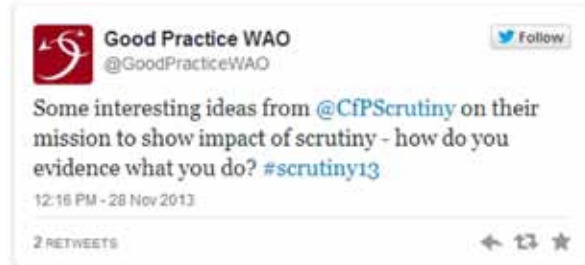 Good Practice WAO
Follow
@GoodPracticeWAO
Some interesting ideas from @CfPScrutiny on their
mission to show impact of scrutiny - how do you
evidence what you do? #scrutiny13
12:16 PM - 28 Nov 2013
2 RETWEETS